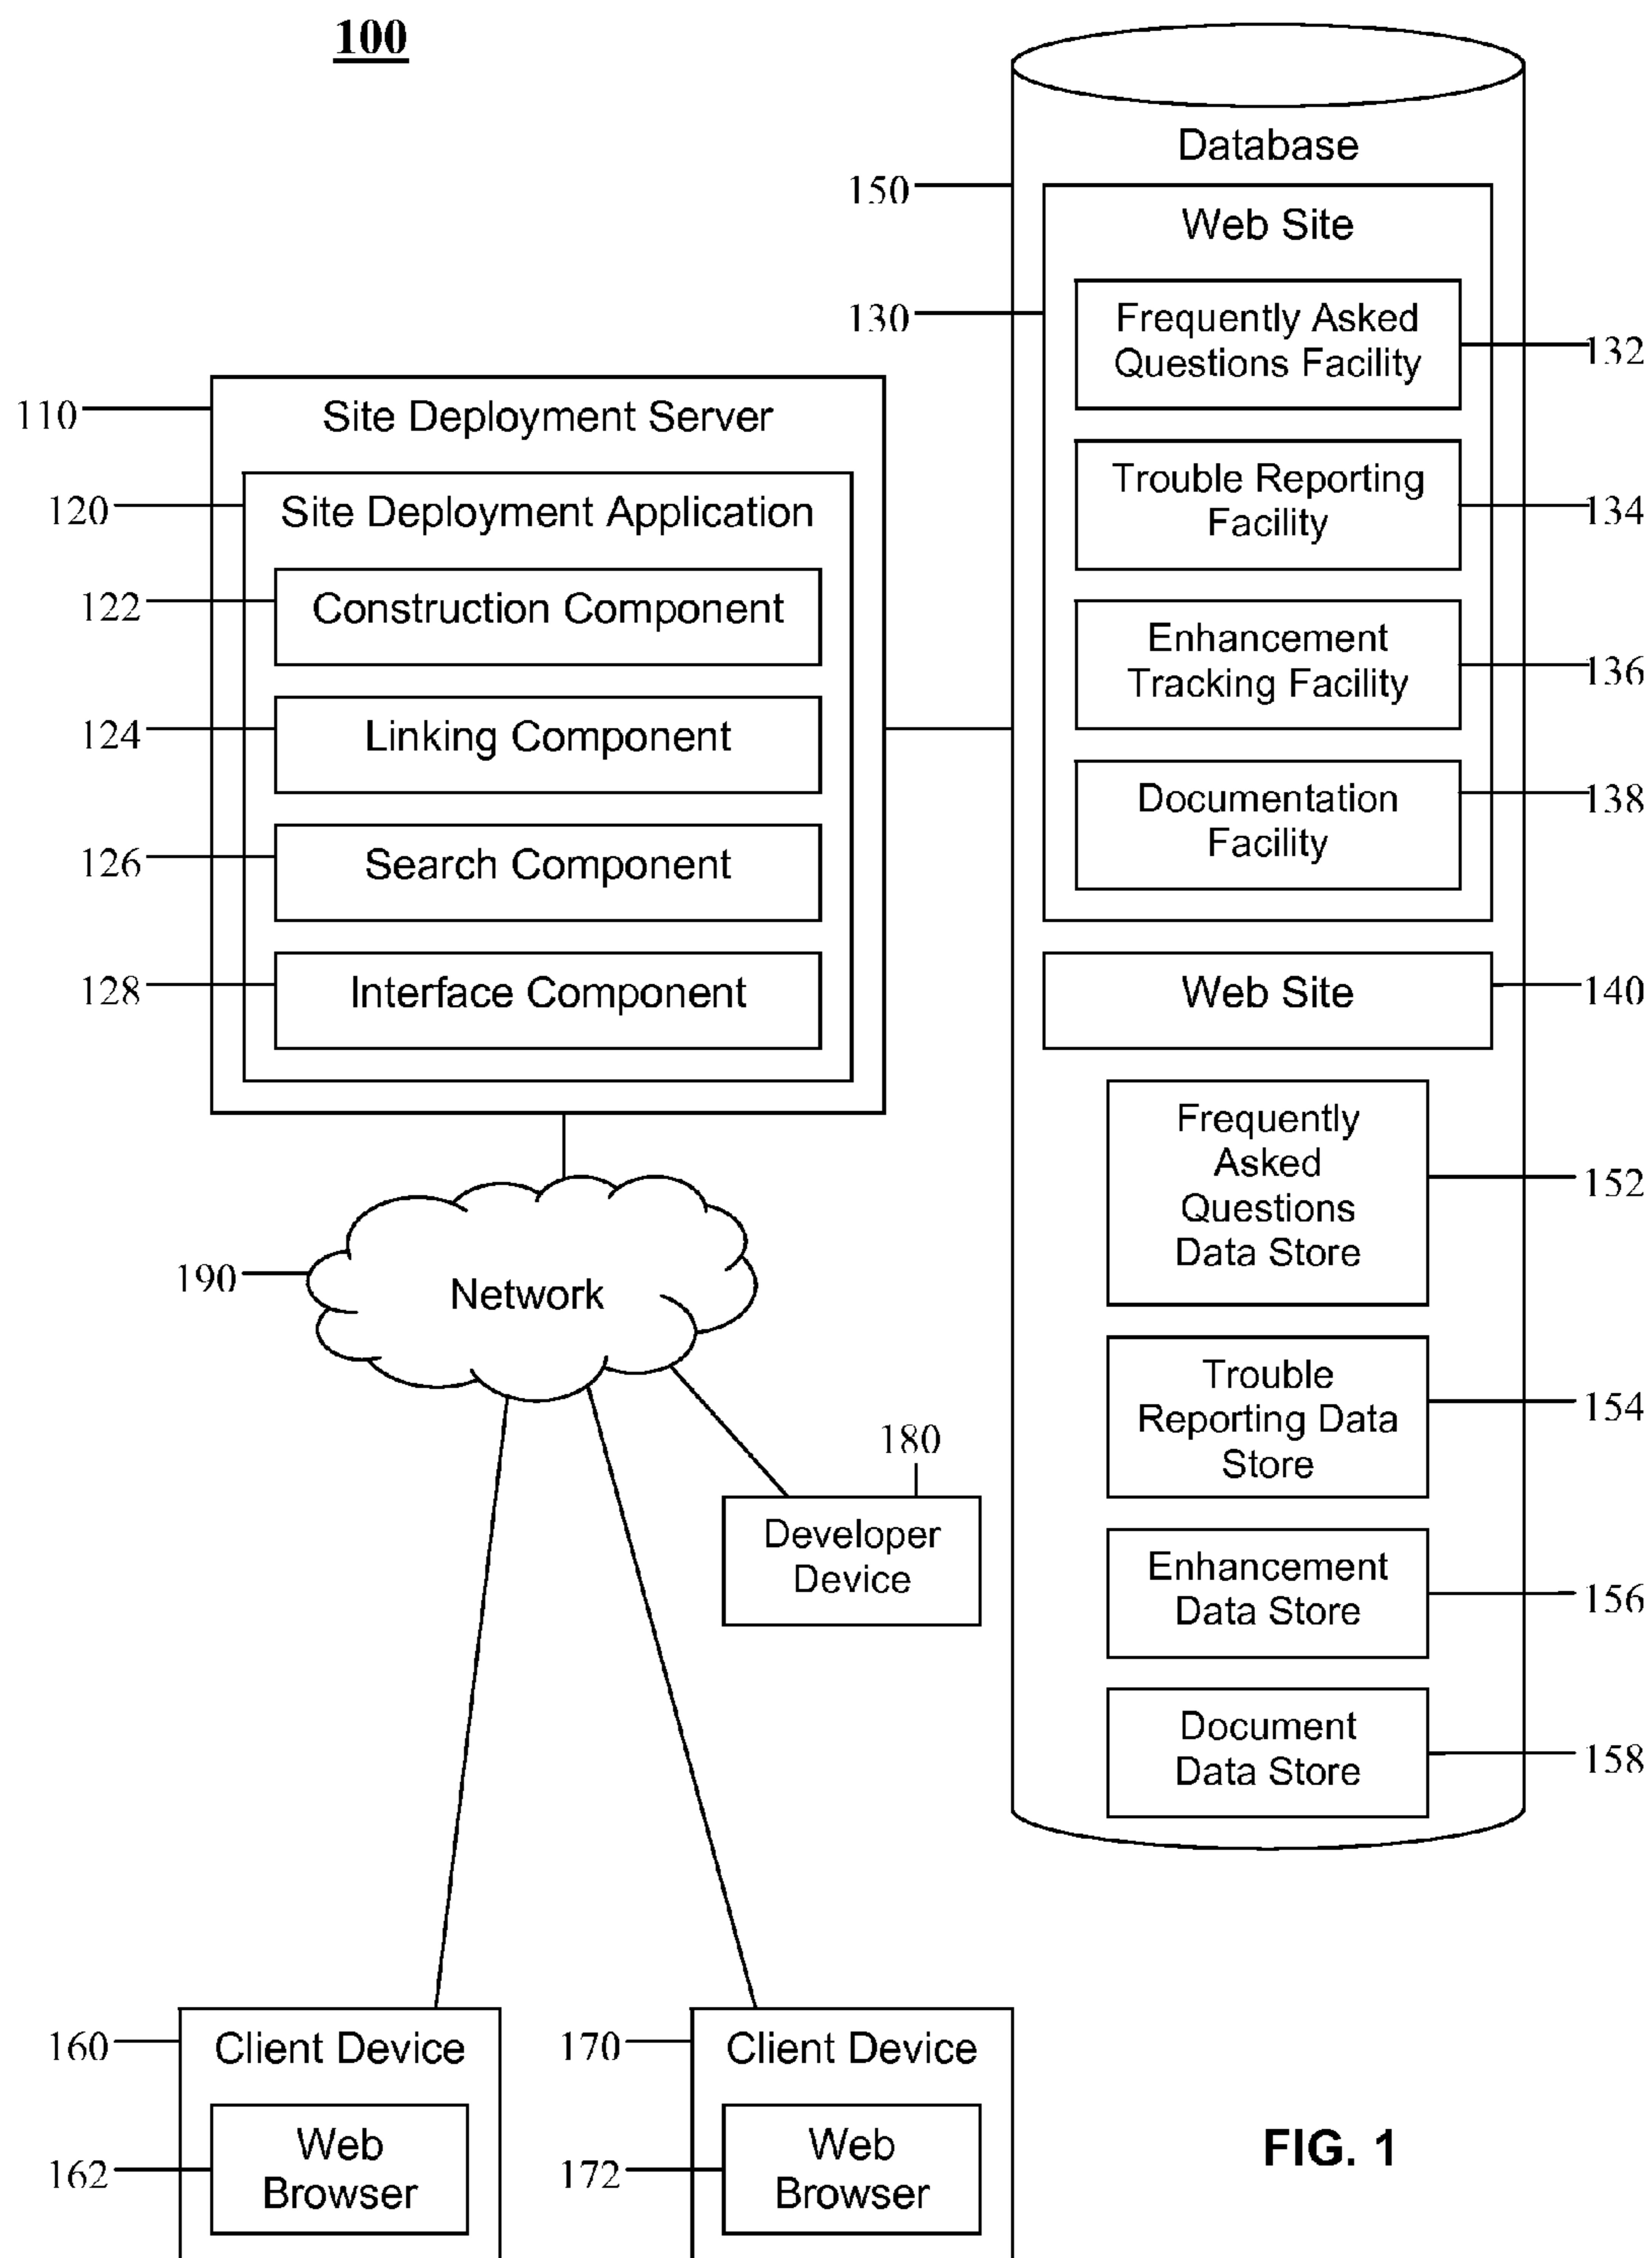 100
Database
150
Web Site
130
Frequently Asked
Questions Facility
132
110
Site Deployment Server
Trouble Reporting
Facility
134
120
Site Deployment Application
122
Construction Component
Enhancement
Tracking Facility
136
124
Linking Component
Documentation
Facility
138
126
Search Component
128
Interface Component
Web Site
140
Frequently
Asked
Questions
Data Store
152
190
Network
Trouble
Reporting Data
Store
154
180
Developer
Device
Enhancement
Data Store
156
Document
Data Store
158
160
Client Device
170
Client Device
162
Web
Browser
172
Web
Browser
FIG. 1